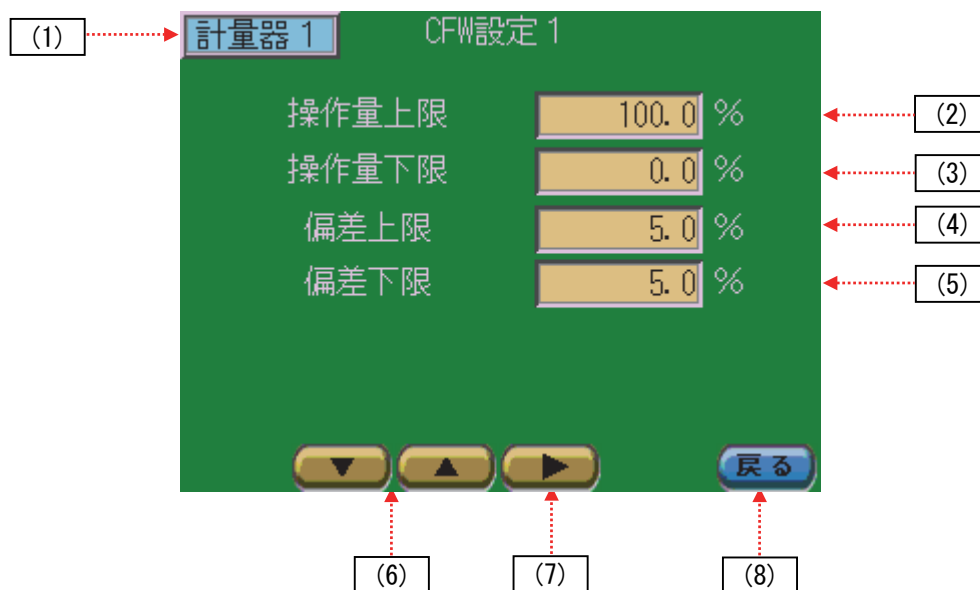 (1)
計量器 1
CFW設定 1
操作量上限 100.0 % (2)
操作量下限 0.0 % (3)
偏差上限 5.0 % (4)
偏差下限 5.0 % (5)
▼ ▲ ▶ 戻る
(6) (7) (8)